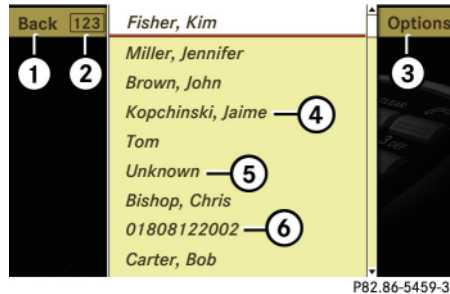 Back 123 Fisher, Kim Options
Miller, Jennifer
1 2 Brown, John 3
Kopchinski, Jaime 4
Tom
Unknown 5
Bishop, Chris
01808122002 6
Carter, Bob
P82.86-5459-3